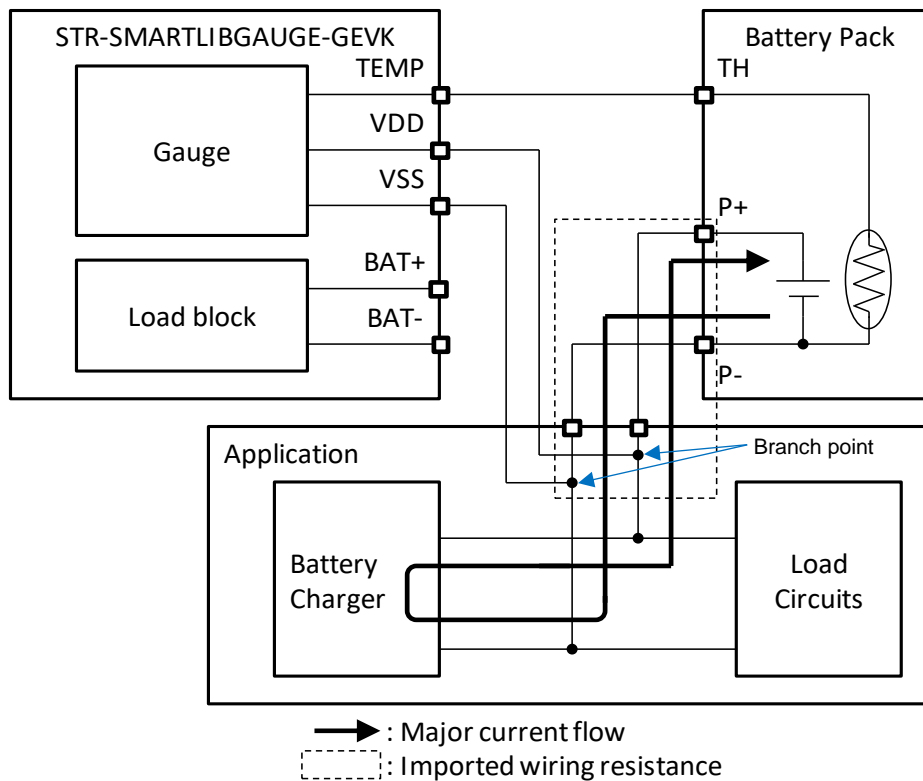 STR-SMARTLIBGAUGE-GEVK
Battery Pack
TEMP
TH
VDD
Gauge
VSS
P+
BAT+
Load block
BAT-
P-
Application
Branch point
Battery
Charger
Load
Circuits
: Major current flow
: Imported wiring resistance